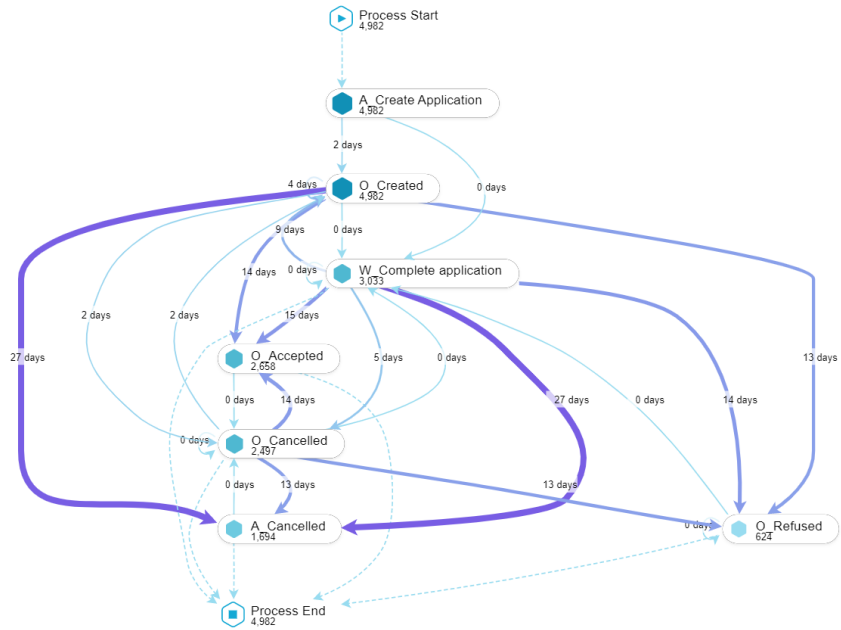 Process Start
4,982
A_Create Application
4,982
2 days
0 days
4 days
O_Created
4,982
9 days
0 days
14 days
0 days
W_Complete application
3,033
2 days
2 days
15 days
27 days
O_Accepted
2,658
5 days
0 days
13 days
0 days
14 days
27 days
0 days
14 days
0 days
O_Cancelled
2,497
0 days
13 days
13 days
A_Cancelled
1,694
0 days
O_Refused
624
Process End
4,982